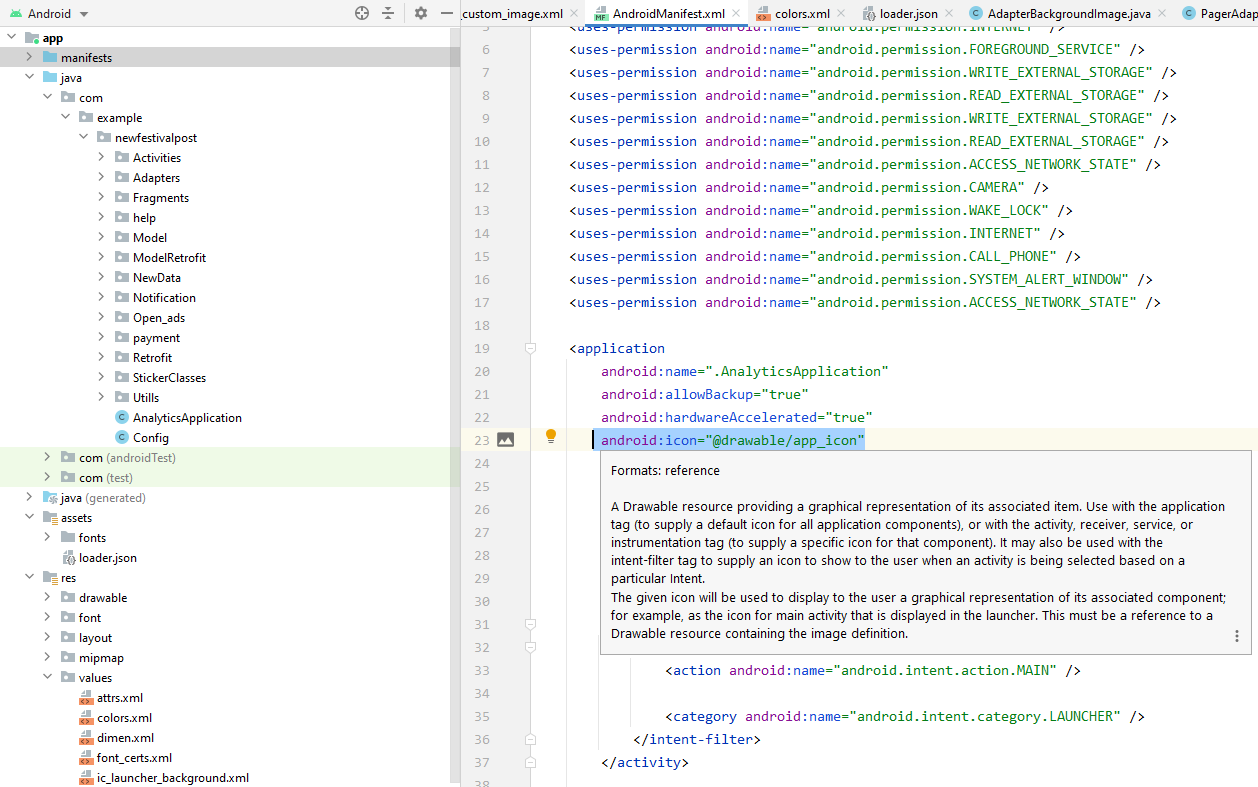 Android
_custom_image.xml
AndroidManifest.xml
colors.xml
loader.json
AdapterBackgroundImage.java
PagerAdap
app
manifests
java
com
example
newfestivalpost
Activities
Adapters
Fragments
help
Model
ModelRetrofit
NewData
Notification
Open_ads
payment
Retrofit
StickerClasses
Utills
AnalyticsApplication
Config
com (androidTest)
com (test)
java (generated)
assets
fonts
loader.json
res
drawable
font
layout
mipmap
values
attrs.xml
colors.xml
dimen.xml
font_certs.xml
ic_launcher_background.xml
5 <uses-permission android:name="android.permission.INTERNET" />
6 <uses-permission android:name="android.permission.FOREGROUND_SERVICE" />
7 <uses-permission android:name="android.permission.WRITE_EXTERNAL_STORAGE" />
8 <uses-permission android:name="android.permission.READ_EXTERNAL_STORAGE" />
9 <uses-permission android:name="android.permission.WRITE_EXTERNAL_STORAGE" />
10 <uses-permission android:name="android.permission.READ_EXTERNAL_STORAGE" />
11 <uses-permission android:name="android.permission.ACCESS_NETWORK_STATE" />
12 <uses-permission android:name="android.permission.CAMERA" />
13 <uses-permission android:name="android.permission.WAKE_LOCK" />
14 <uses-permission android:name="android.permission.INTERNET" />
15 <uses-permission android:name="android.permission.CALL_PHONE" />
16 <uses-permission android:name="android.permission.SYSTEM_ALERT_WINDOW" />
17 <uses-permission android:name="android.permission.ACCESS_NETWORK_STATE" />
18
19 <application
20 android:name=".AnalyticsApplication"
21 android:allowBackup="true"
22 android:hardwareAccelerated="true"
23 android:icon="@drawable/app_icon"
24
25
26
27
28
29
30
31
32
Formats: reference
A Drawable resource providing a graphical representation of its associated item. Use with the application
tag (to supply a default icon for all application components), or with the activity, receiver, service, or
instrumentation tag (to supply a specific icon for that component). It may also be used with the
intent-filter tag to supply an icon to show to the user when an activity is being selected based on a
particular Intent.
The given icon will be used to display to the user a graphical representation of its associated component;
for example, as the icon for main activity that is displayed in the launcher. This must be a reference to a
Drawable resource containing the image definition.
33 <action android:name="android.intent.action.MAIN" />
34
35 <category android:name="android.intent.category.LAUNCHER" />
36 </intent-filter>
37 </activity>
38